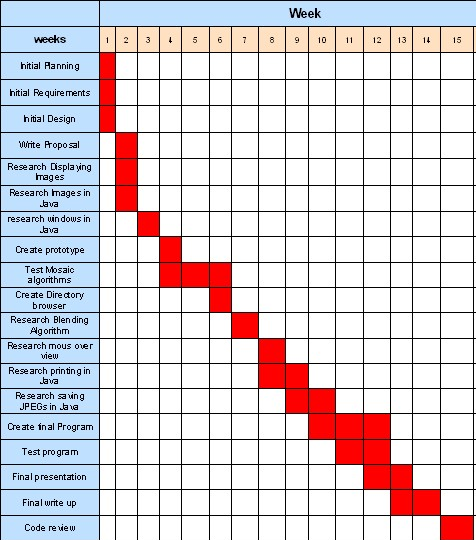 Week
weeks 1 2 3 4 5 6 7 8 9 10 11 12 13 14 15
Initial Planning
Initial Requirements
Initial Design
Write Proposal
Research Displaying
Images
Research Images in
Java
research windows in
Java
Create prototype
Test Mosaic
algorithms
Create Directory
browser
Research Blending
Algorithm
Research mous over
view
Research printing in
Java
Research saving
JPEGs in Java
Create final Program
Test program
Final presentation
Final write up
Code review